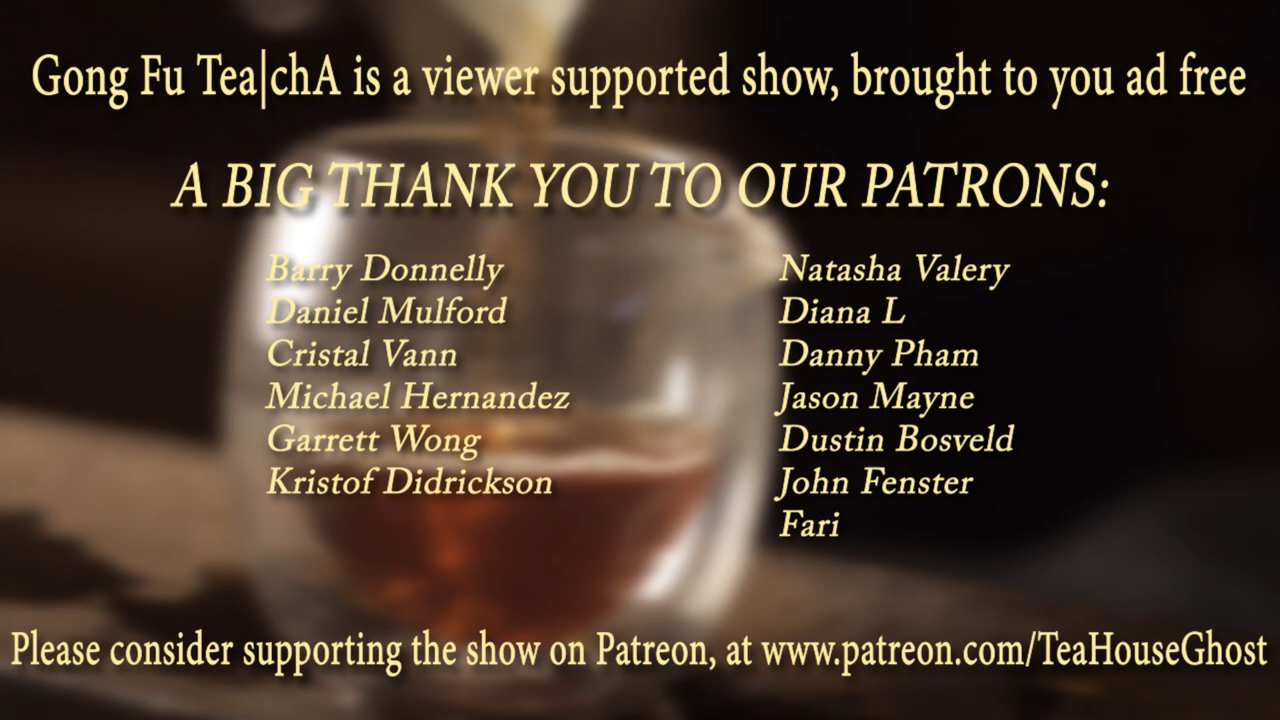 Gong Fu Tea|chA is a viewer supported show, brought to you ad free
A BIG THANK YOU TO OUR PATRONS:
Barry Donnelly
Daniel Mulford
Cristal Vann
Michael Hernandez
Garrett Wong
Kristof Didrickson
Natasha Valery
Diana L
Danny Pham
Jason Mayne
Dustin Bosveld
John Fenster
Fari
Please consider supporting the show on Patreon, at www.patreon.com/TeaHouseGhost